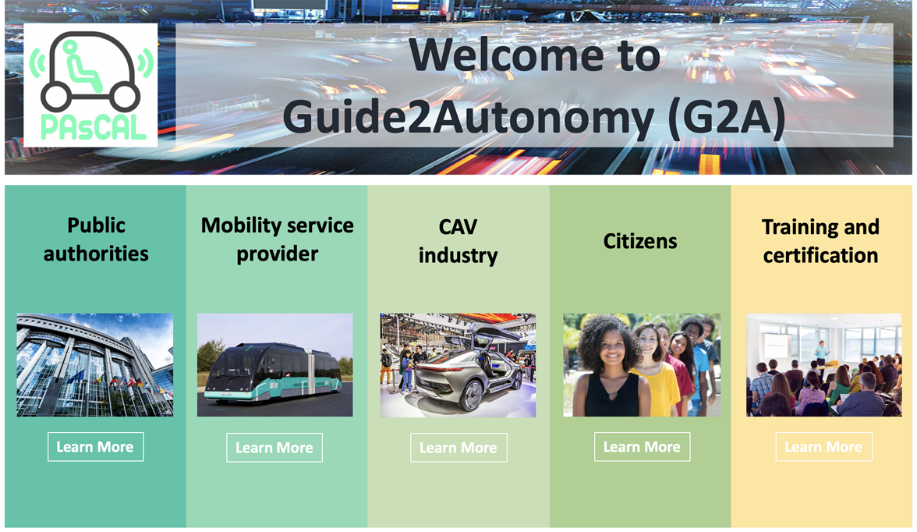 PAsCAL
Welcome to
Guide2Autonomy (G2A)
Public
authorities
Learn More
Mobility service
provider
Learn More
CAV
industry
Learn More
Citizens
Learn More
Training and
certification
Learn More